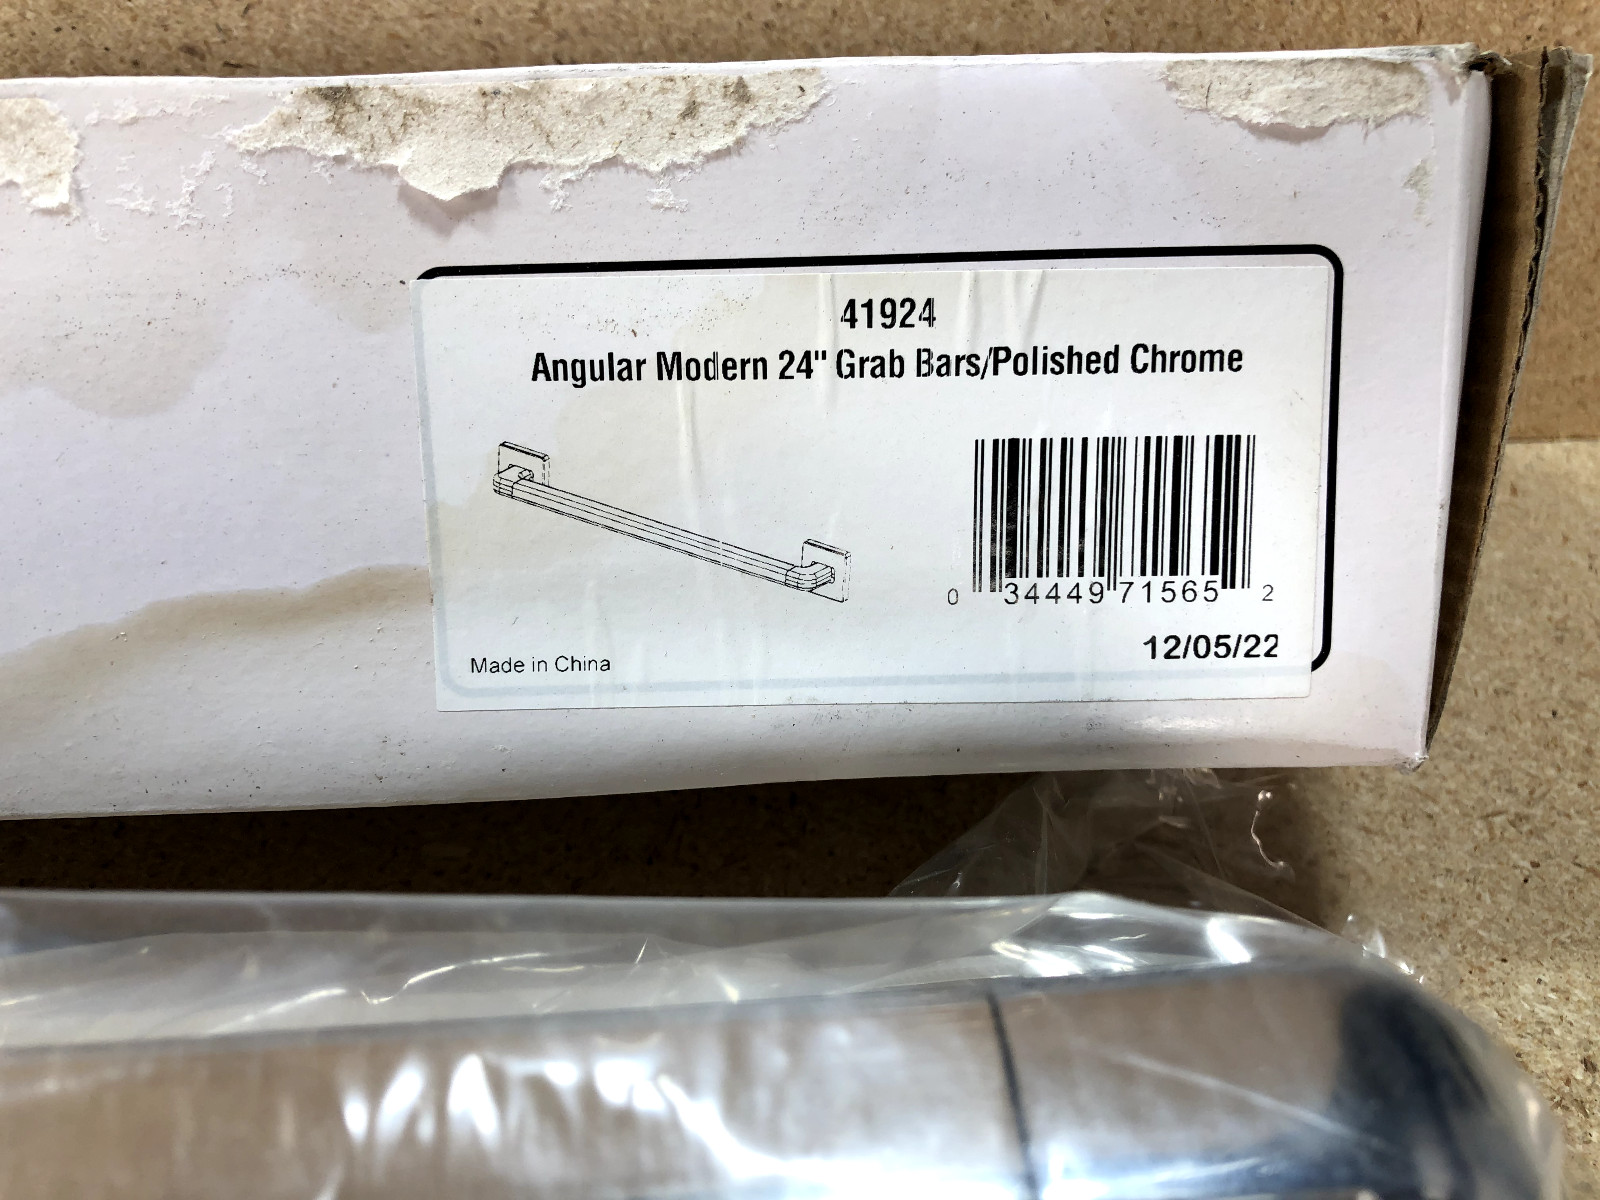 41924
Angular Modern 24" Grab Bars/Polished Chrome
0 34449 71565 2
12/05/22
Made in China